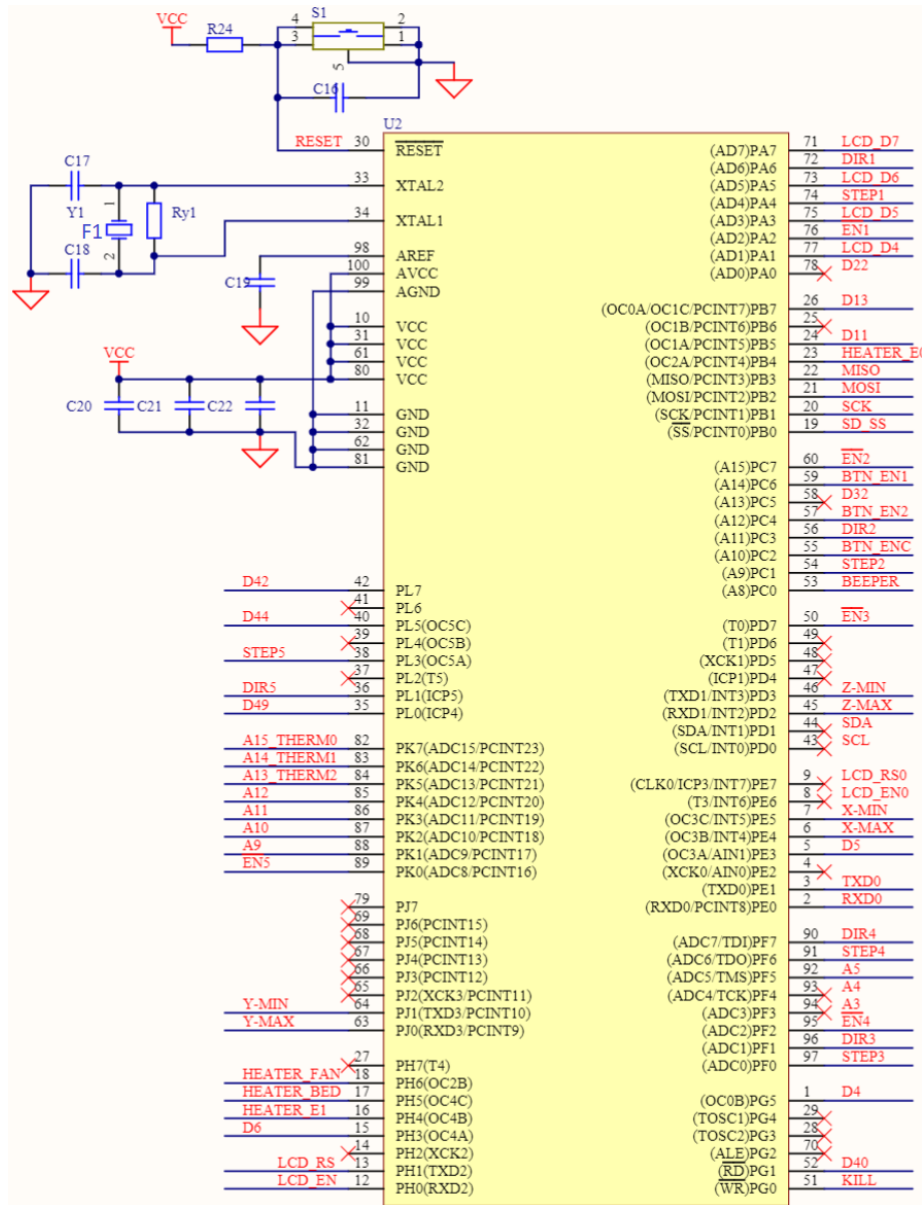 S1
VCC R24 4 2
3 1
5
C16
U2
RESET 30 RESET (AD7)PA7 71 LCD_D7
(AD6)PA6 72 DIR1
C17 33 XTAL2 (AD5)PA5 73 LCD_D6
(AD4)PA4 74 STEP1
Y1 1 Ry1 34 XTAL1 (AD3)PA3 75 LCD_D5
F1 (AD2)PA2 76 EN1
C18 2 98 AREF (AD1)PA1 77 LCD_D4
100 AVCC (AD0)PA0 78 D22
C19 99 AGND
(OC0A/OC1C/PCINT7)PB7 26 D13
10 VCC (OC1B/PCINT6)PB6 25
31 VCC (OC1A/PCINT5)PB5 24 D11
61 VCC (OC2A/PCINT4)PB4 23 HEATER_E0
VCC 80 VCC (MISO/PCINT3)PB3 22 MISO
(MOSI/PCINT2)PB2 21 MOSI
C20 C21 C22 11 GND (SCK/PCINT1)PB1 20 SCK
32 GND (SS/PCINT0)PB0 19 SD_SS
62 GND
81 GND (A15)PC7 60 EN2
(A14)PC6 59 BTN_EN1
(A13)PC5 58 D32
(A12)PC4 57 BTN_EN2
(A11)PC3 56 DIR2
(A10)PC2 55 BTN_ENC
(A9)PC1 54 STEP2
D42 42 PL7 (A8)PC0 53 BEEPER
41 PL6
D44 40 PL5(OC5C) (T0)PD7 50 EN3
39 PL4(OC5B) (T1)PD6 49
STEP5 38 PL3(OC5A) (XCK1)PD5 48
37 PL2(T5) (ICP1)PD4 47
DIR5 36 PL1(ICP5) (TXD1/INT3)PD3 46 Z-MIN
D49 35 PL0(ICP4) (RXD1/INT2)PD2 45 Z-MAX
(SDA/INT1)PD1 44 SDA
A15_THERM0 82 PK7(ADC15/PCINT23) (SCL/INT0)PD0 43 SCL
A14_THERM1 83 PK6(ADC14/PCINT22)
A13_THERM2 84 PK5(ADC13/PCINT21) (CLK0/ICP3/INT7)PE7 9 LCD_RS0
A12 85 PK4(ADC12/PCINT20) (T3/INT6)PE6 8 LCD_EN0
A11 86 PK3(ADC11/PCINT19) (OC3C/INT5)PE5 7 X-MIN
A10 87 PK2(ADC10/PCINT18) (OC3B/INT4)PE4 6 X-MAX
A9 88 PK1(ADC9/PCINT17) (OC3A/AIN1)PE3 5 D5
EN5 89 PK0(ADC8/PCINT16) (XCK0/AIN0)PE2 4
(TXD0)PE1 3 TXD0
79 PJ7 (RXD0/PCINT8)PE0 2 RXD0
69 PJ6(PCINT15)
68 PJ5(PCINT14) (ADC7/TDI)PF7 90 DIR4
67 PJ4(PCINT13) (ADC6/TDO)PF6 91 STEP4
66 PJ3(PCINT12) (ADC5/TMS)PF5 92 A5
65 PJ2(XCK3/PCINT11) (ADC4/TCK)PF4 93 A4
Y-MIN 64 PJ1(TXD3/PCINT10) (ADC3)PF3 94 A3
Y-MAX 63 PJ0(RXD3/PCINT9) (ADC2)PF2 95 EN4
(ADC1)PF1 96 DIR3
27 PH7(T4) (ADC0)PF0 97 STEP3
HEATER_FAN 18 PH6(OC2B)
HEATER_BED 17 PH5(OC4C) (OC0B)PG5 1 D4
HEATER_E1 16 PH4(OC4B) (TOSC1)PG4 29
D6 15 PH3(OC4A) (TOSC2)PG3 28
14 PH2(XCK2) (ALE)PG2 70
LCD_RS 13 PH1(TXD2) (RD)PG1 52 D40
LCD_EN 12 PH0(RXD2) (WR)PG0 51 KILL